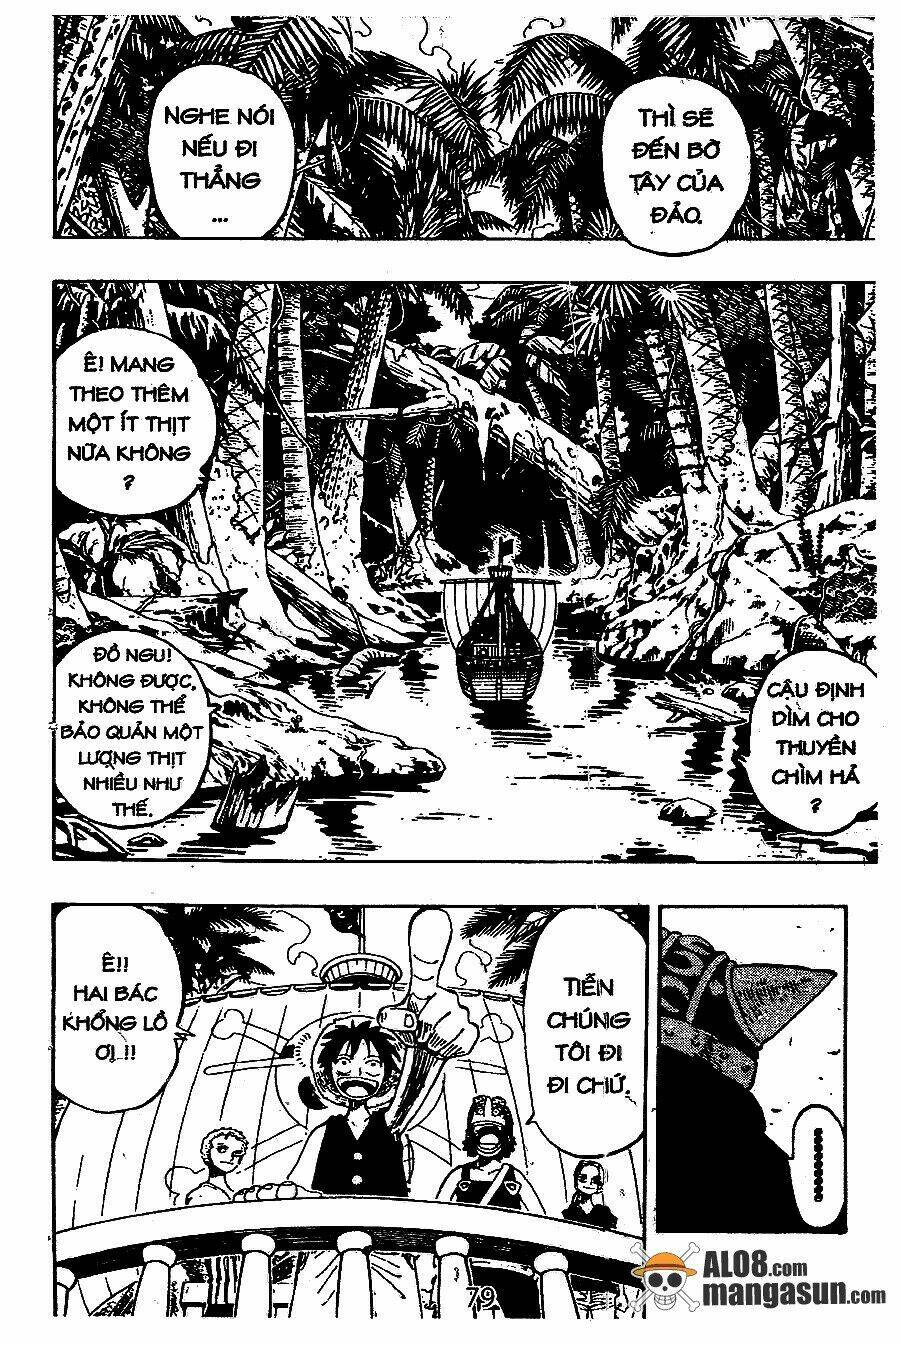 NGHE NÓI
NẾU ĐI
THẲNG
...
THÌ SẼ
ĐẾN BỜ
TÂY CỦA
ĐẢO.
Ê! MANG
THEO THÊM
MỘT ÍT THỊT
NỮA KHÔNG
?
ĐỒ NGU!
KHÔNG ĐƯỢC,
KHÔNG THỂ
BẢO QUẢN MỘT
LƯỢNG THỊT
NHIỀU NHƯ
THẾ.
CẬU ĐỊNH
DÌM CHO
THUYỀN
CHÌM HẢ
?
Ê!!
HAI BÁC
KHỔNG LỒ
ƠI !!
TIỄN
CHÚNG
TÔI ĐI
ĐI CHỨ.
.........
79
ALO8.com
mangasun.com